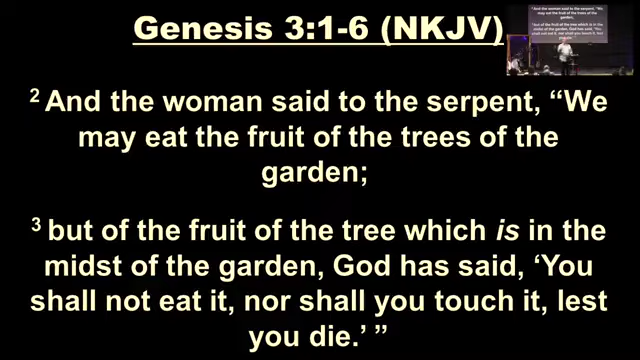 Genesis 3:1-6 (NKJV)
2 And the woman said to the serpent, “We
may eat the fruit of the trees of the
garden;
3 but of the fruit of the tree which is in the
midst of the garden, God has said, ‘You
shall not eat it, nor shall you touch it, lest
you die.’ ”